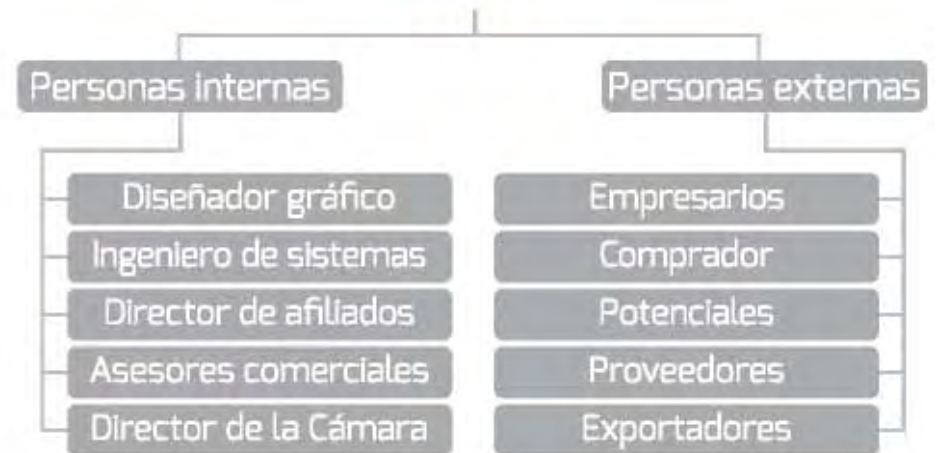 Personas internas
Diseñador gráfico
Ingeniero de sistemas
Director de afiliados
Asesores comerciales
Director de la Cámara
Personas externas
Empresarios
Comprador
Potenciales
Proveedores
Exportadores